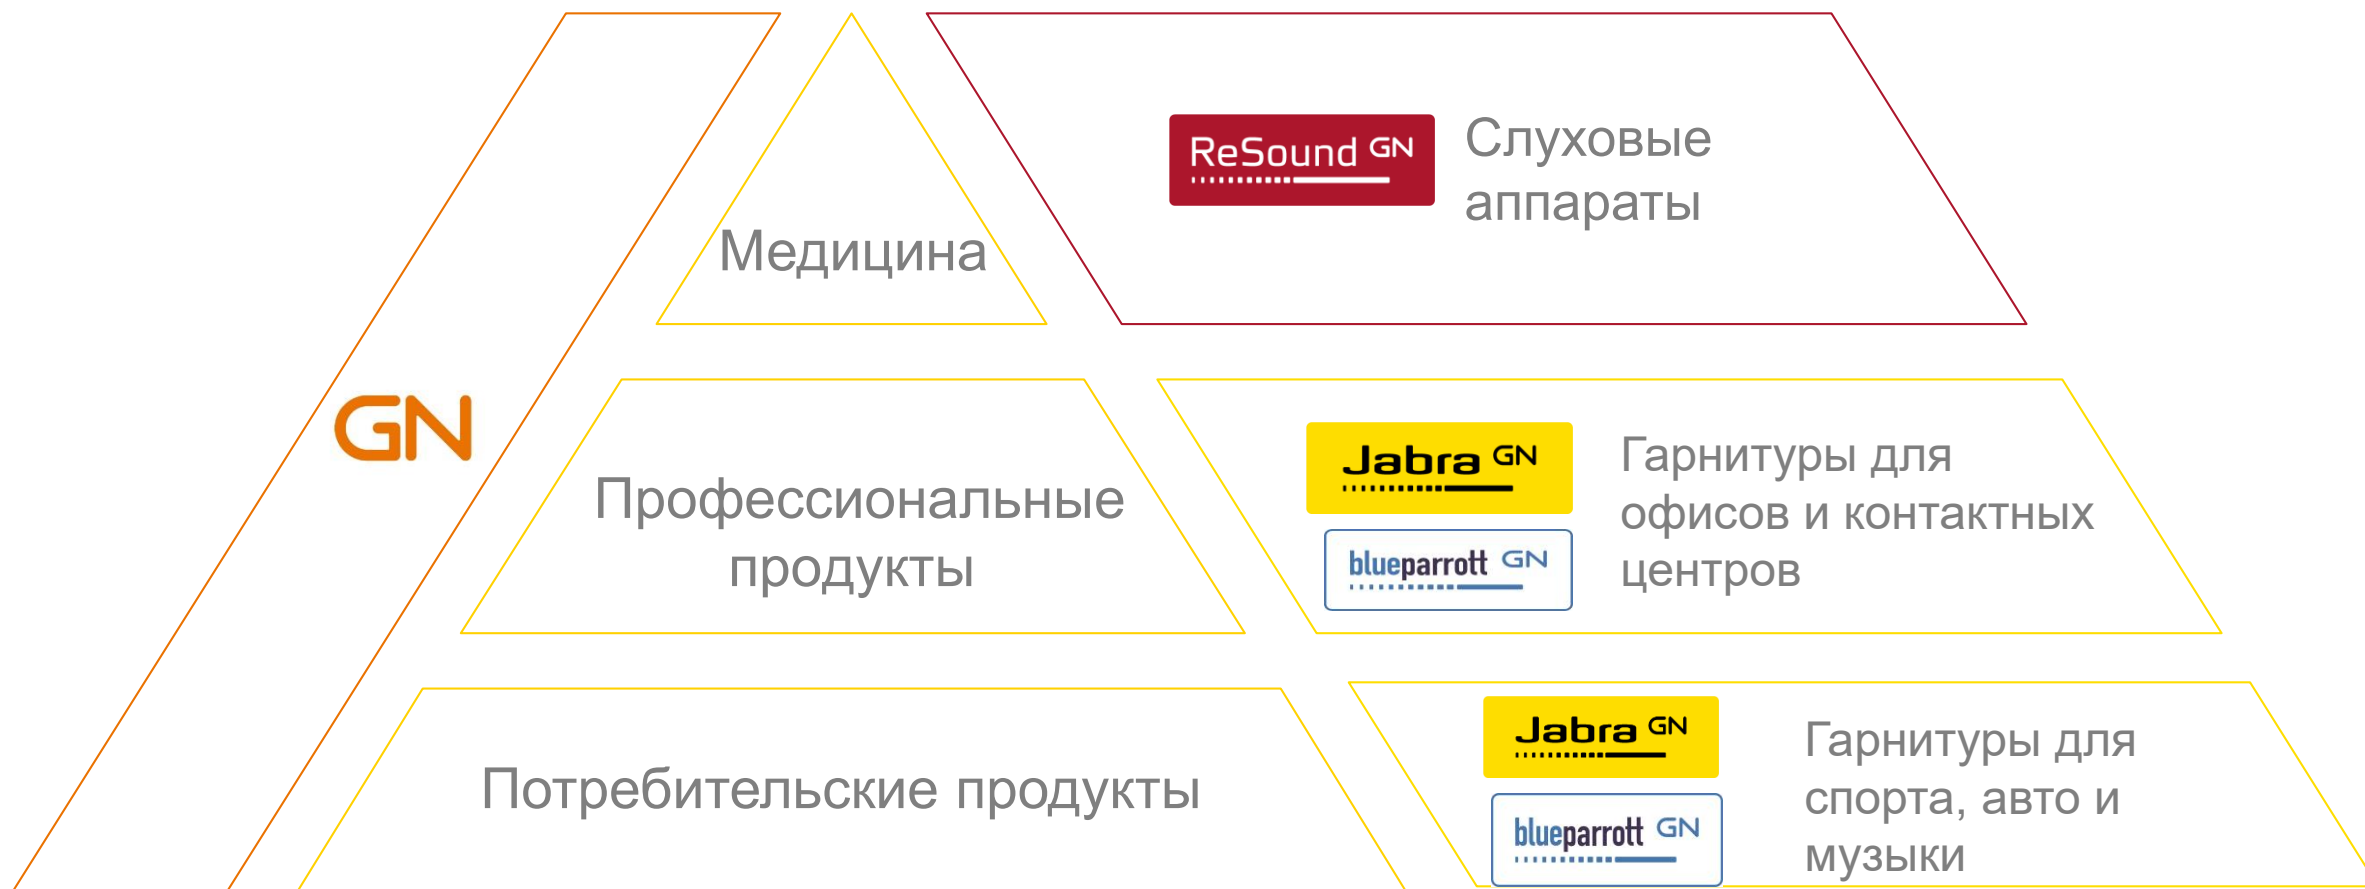 GN
Медицина
ReSound GN
Слуховые
аппараты
Профессиональные
продукты
Jabra GN
blueparrott GN
Гарнитуры для
офисов и контактных
центров
Потребительские продукты
Jabra GN
blueparrott GN
Гарнитуры для
спорта, авто и
музыки